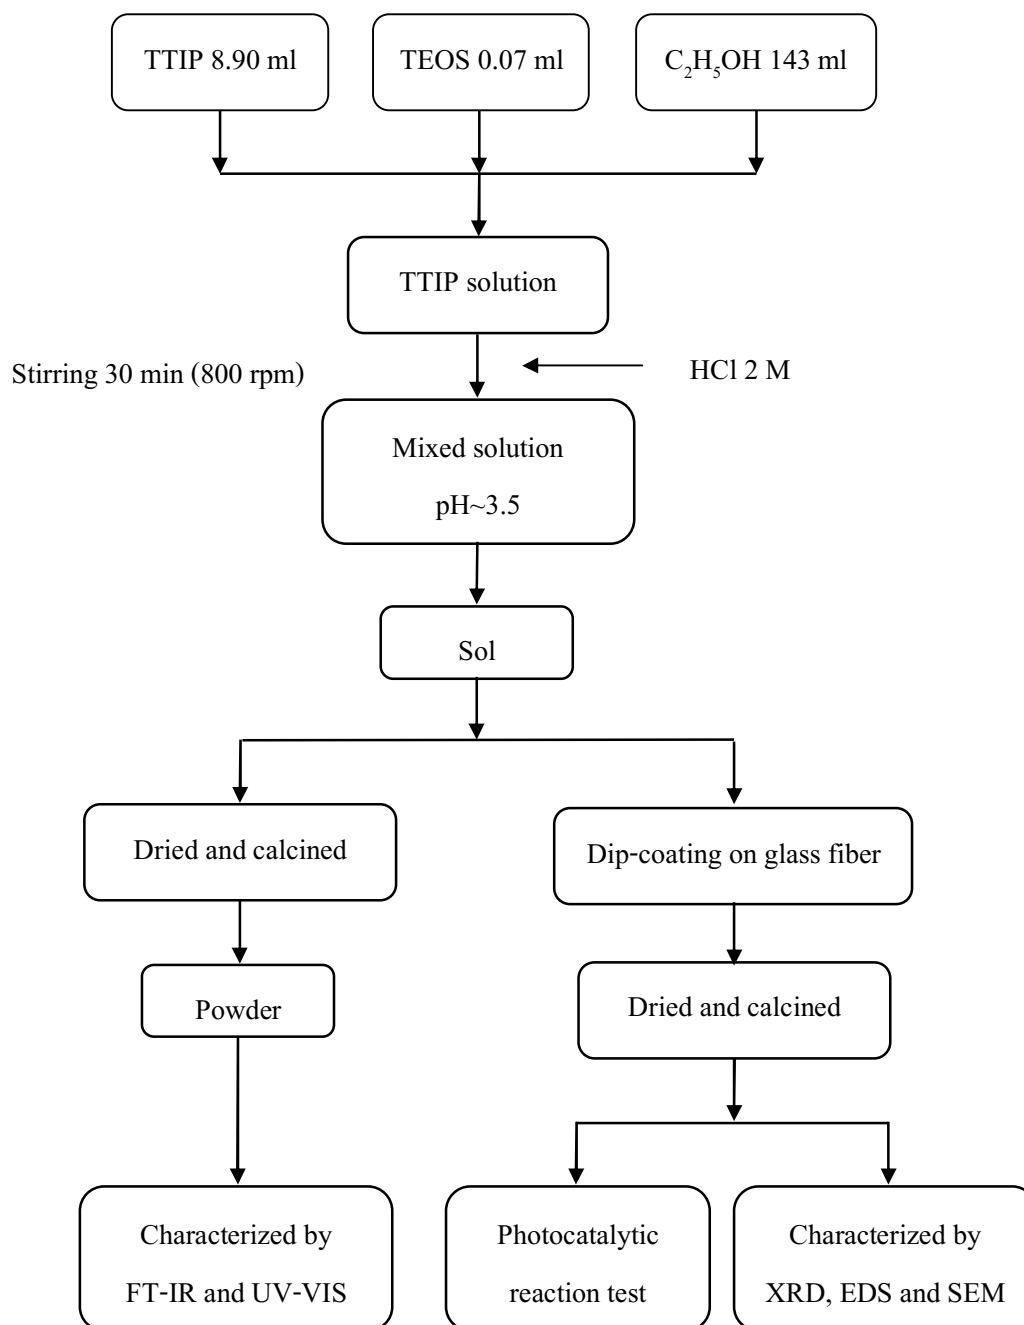 TTIP 8.90 ml
TEOS 0.07 ml
C₂H₅OH 143 ml
TTIP solution
Stirring 30 min (800 rpm)
HCl 2 M
Mixed solution
pH~3.5
Sol
Dried and calcined
Dip-coating on glass fiber
Powder
Dried and calcined
Characterized by
FT-IR and UV-VIS
Photocatalytic
reaction test
Characterized by
XRD, EDS and SEM